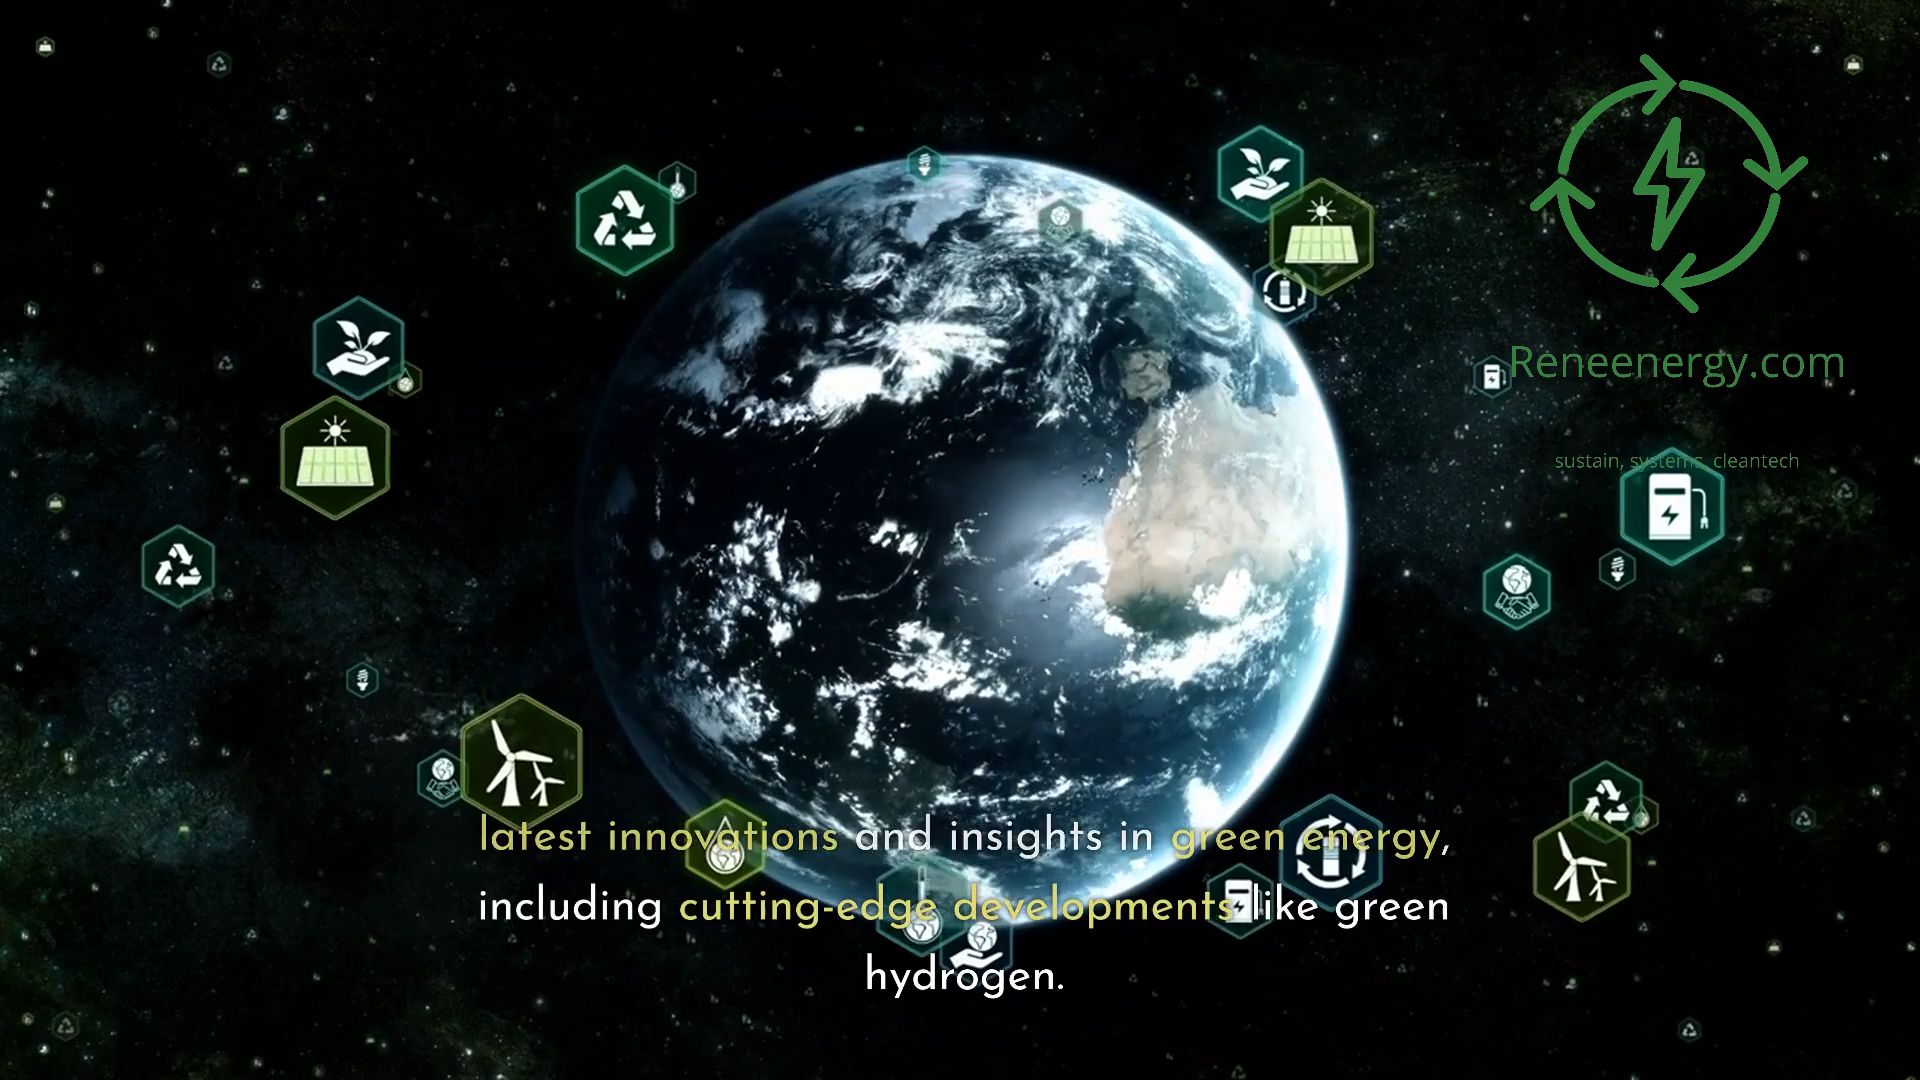 Reneenergy.com
sustain, systems, cleantech
latest innovations and insights in green energy,
including cutting-edge developments like green
hydrogen.